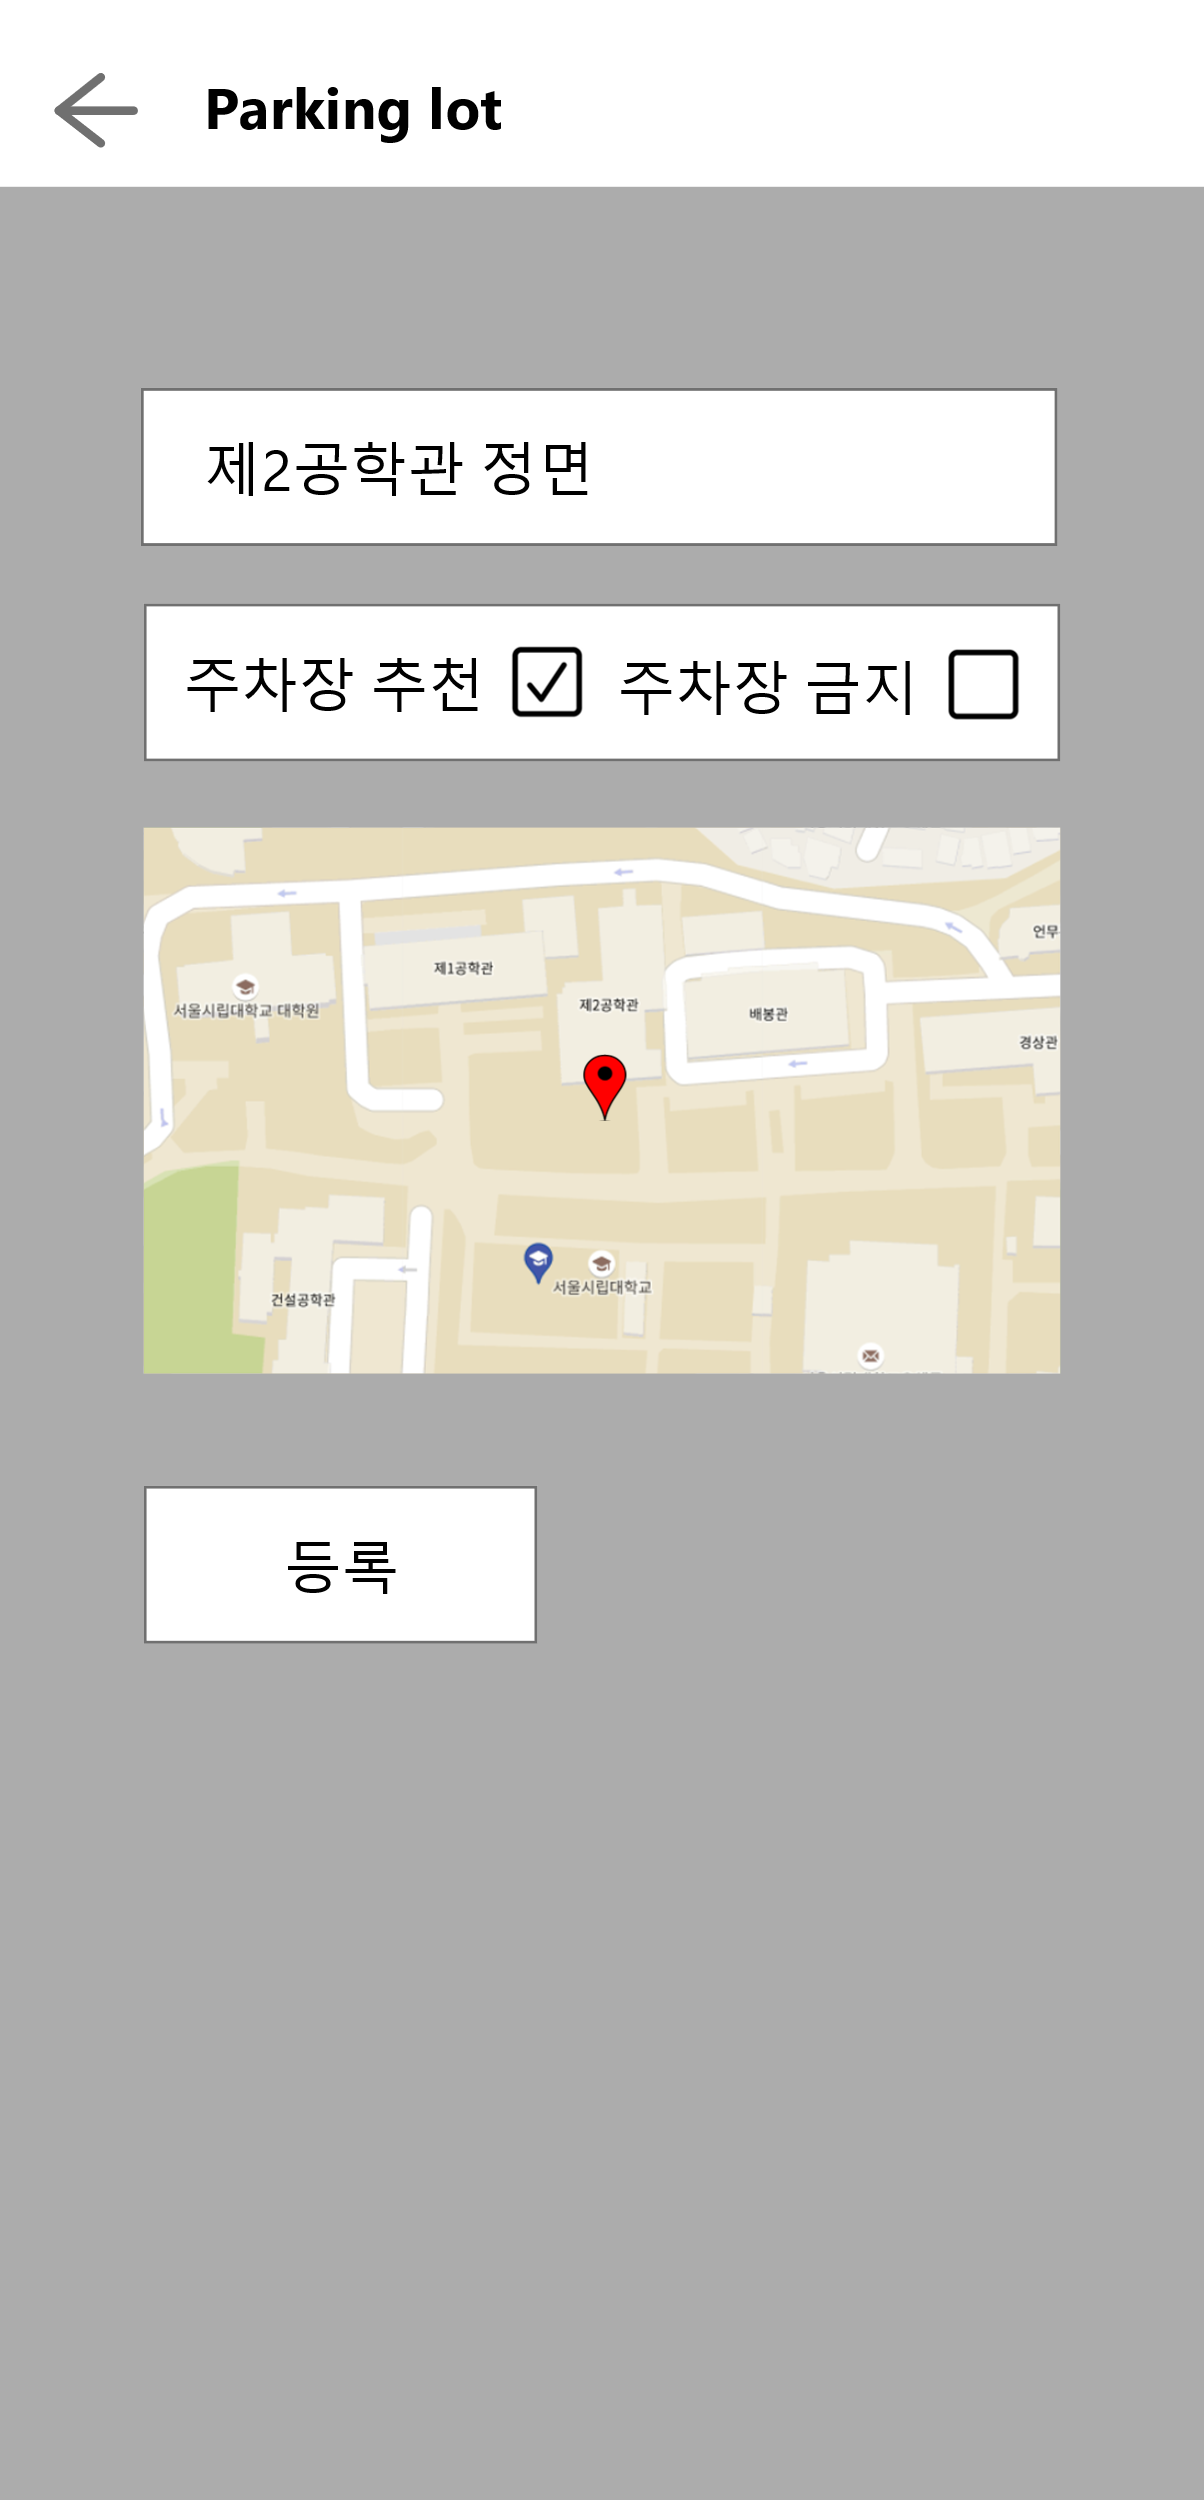 Parking lot
제2공학관 정면
주차장 추천 주차장 금지
언무
제1공학관
제2공학관
서울시립대학교 대학원
배봉관
경상관
서울시립대학교
건설공학관
등록